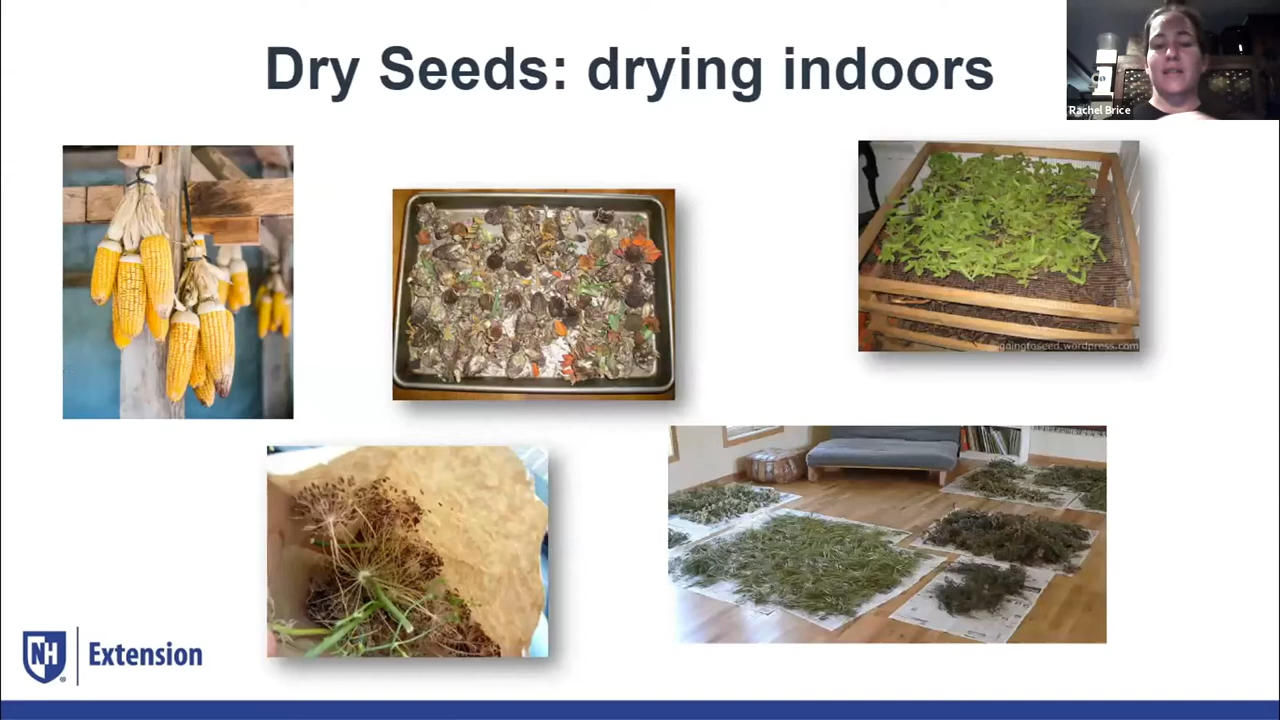 Dry Seeds: drying indoors
Rachel Brice
goingtoseed.wordpress.com
NH
Extension